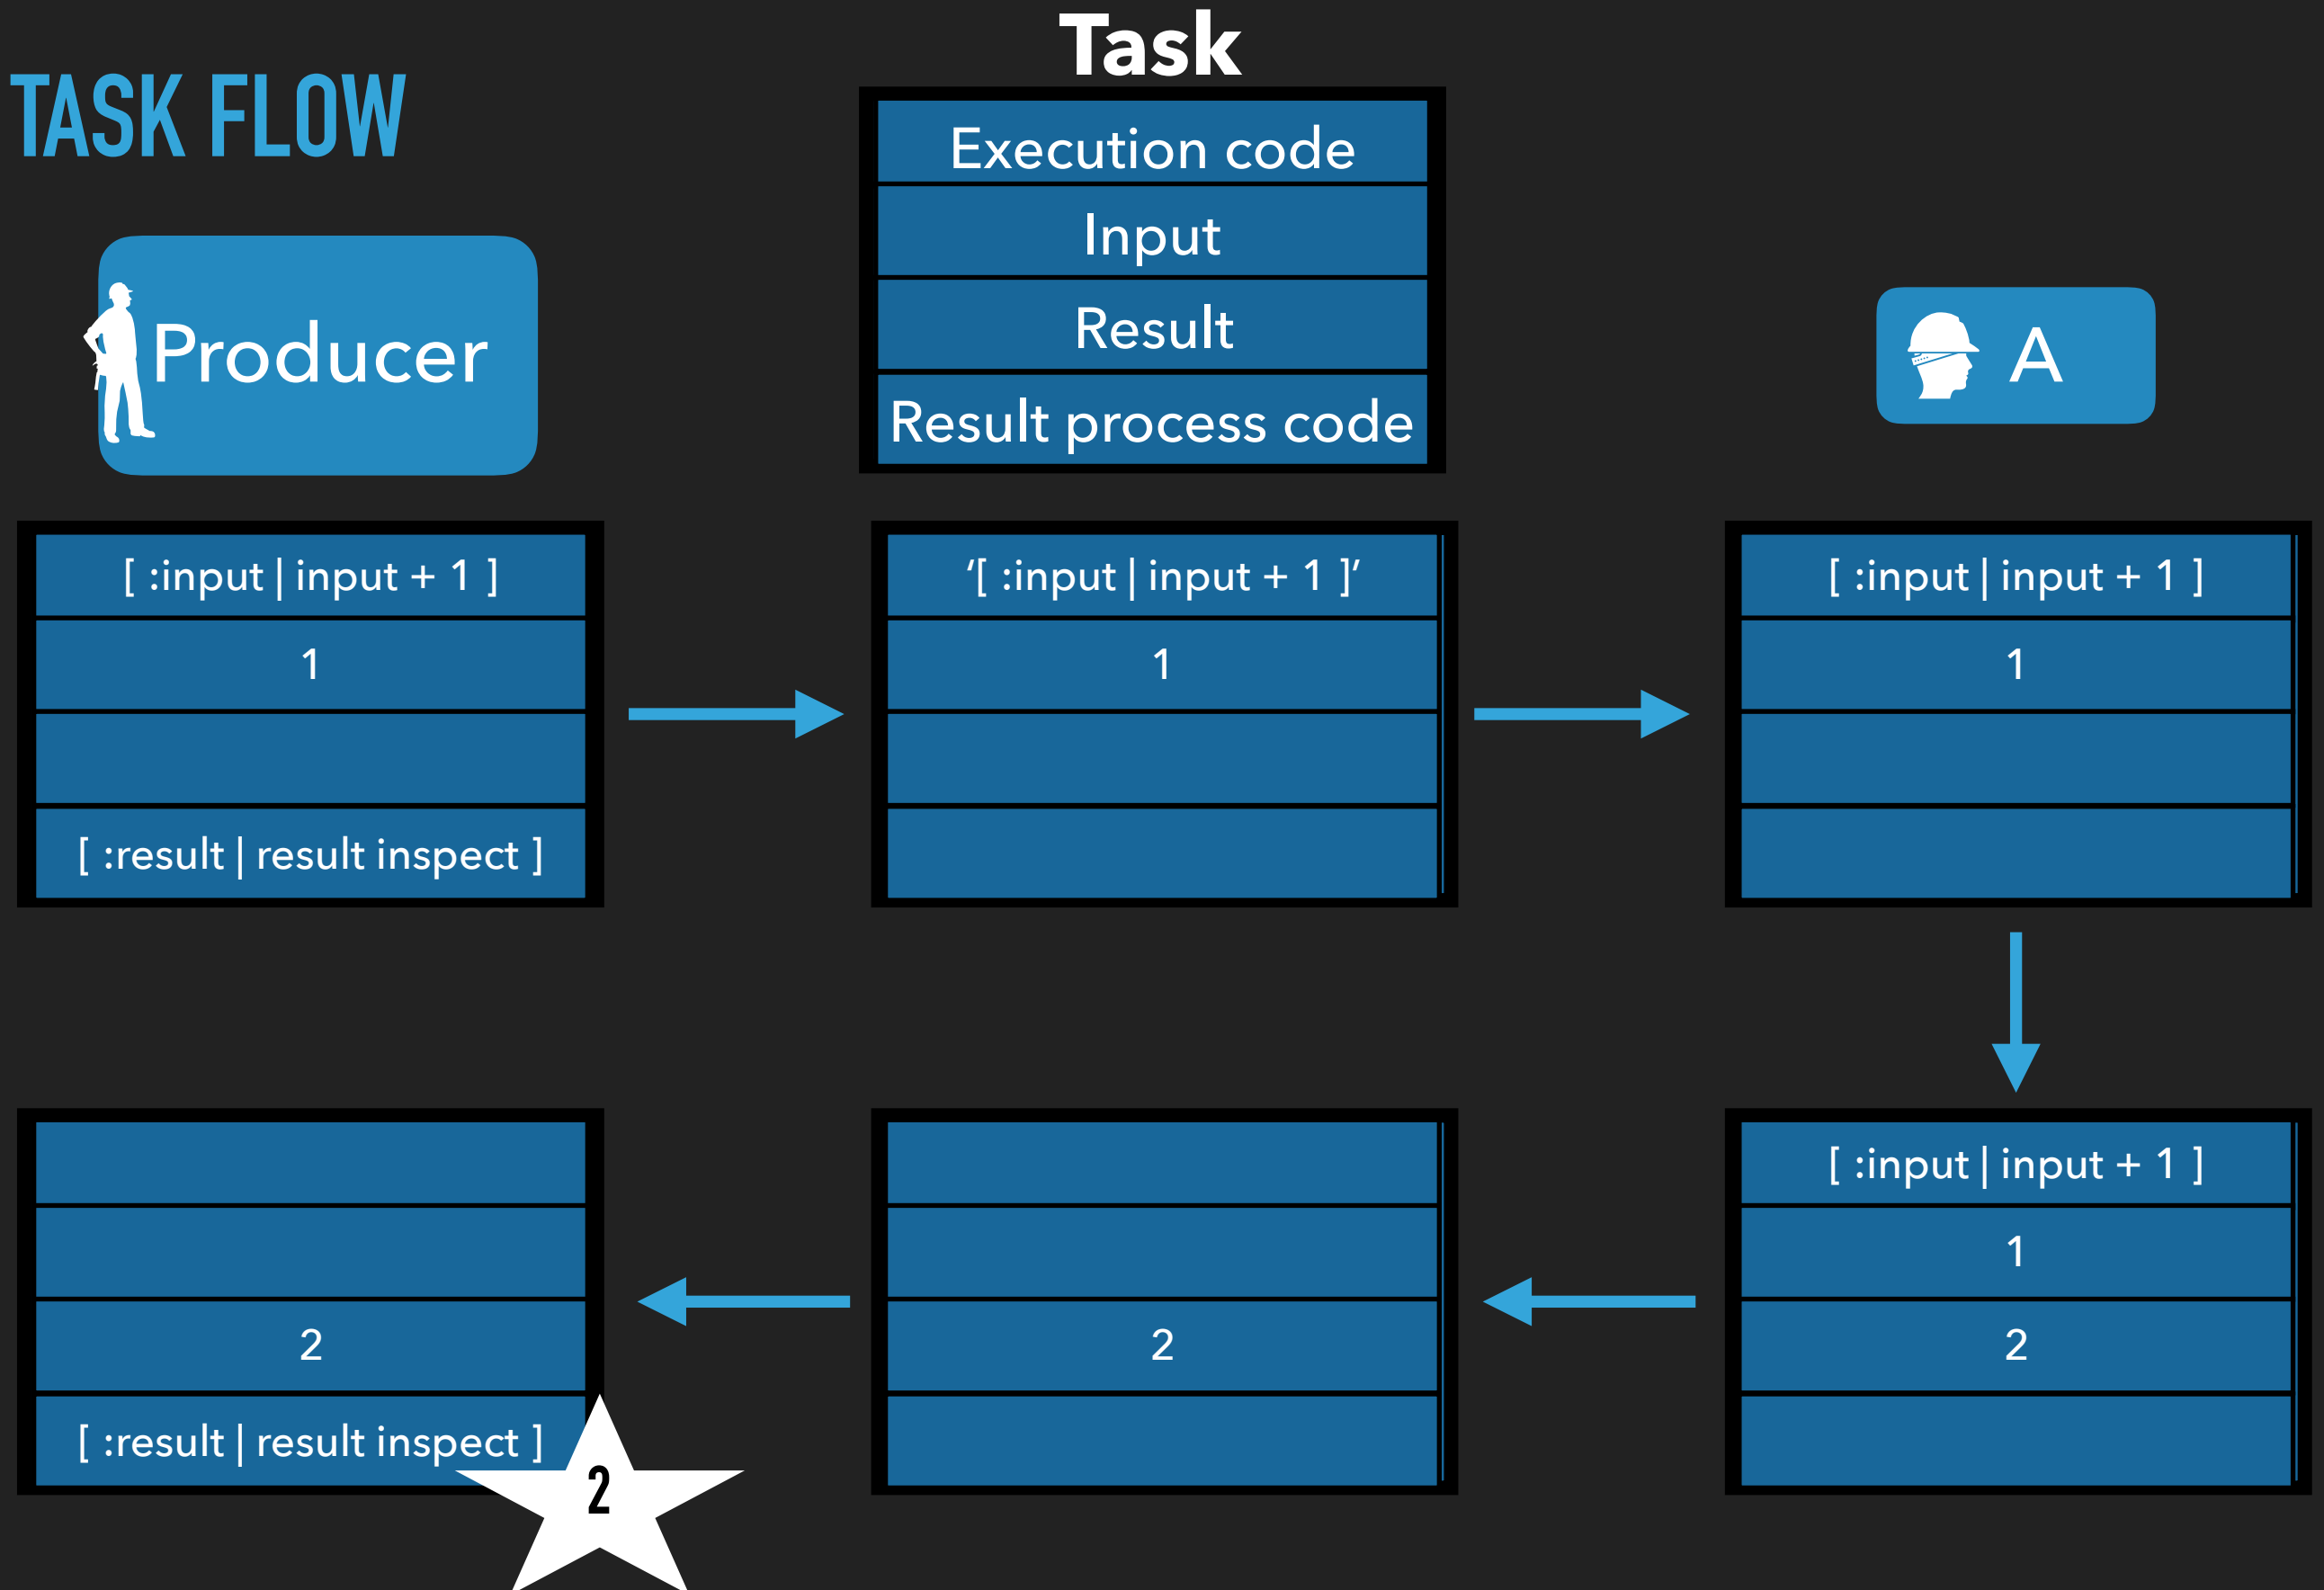 TASK FLOW
Task
Execution code
Input
Result
Result process code
Producer
A
[ :input | input + 1 ]
1
[ :result | result inspect ]
‘[ :input | input + 1 ]’
1
[ :input | input + 1 ]
1
[ :input | input + 1 ]
1
2
2
2
[ :result | result inspect ]
2